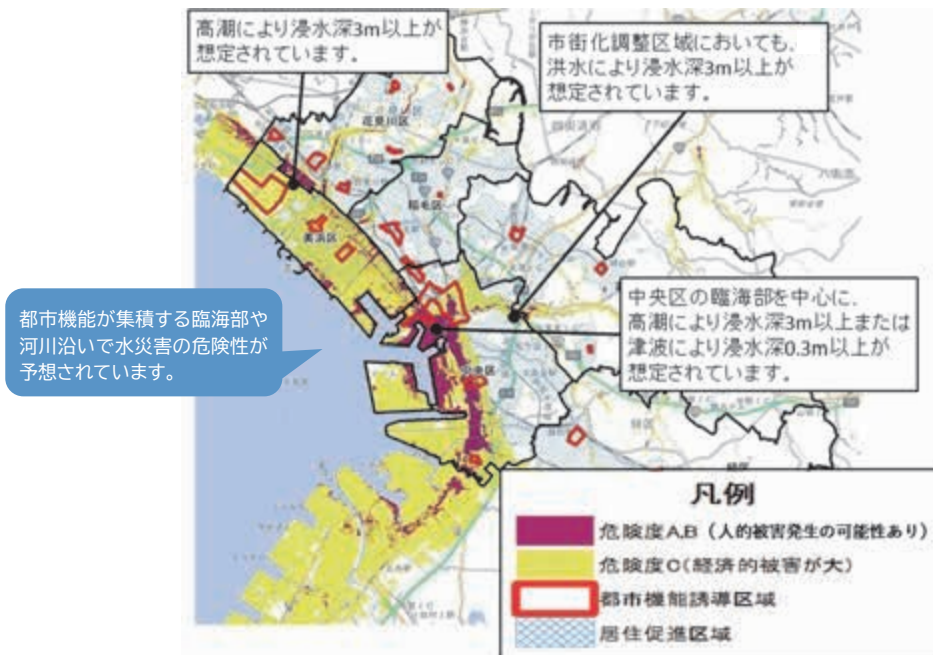 高潮により浸水深3m以上が
想定されています。
市街化調整区域においても、
洪水により浸水深3m以上が
想定されています。
花見川区
稲毛区
美浜区
都市機能が集積する臨海部や
河川沿いで水災害の危険性が
予想されています。
中央区の臨海部を中心に、
高潮により浸水深3m以上または
津波により浸水深0.3m以上が
想定されています。
中央区
緑区
凡例
危険度A,B（人的被害発生の可能性あり）
危険度C（経済的被害が大）
都市機能誘導区域
居住促進区域